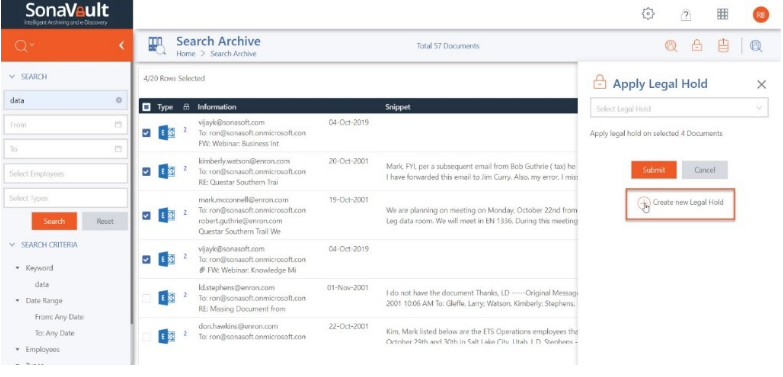 SonaVault
Intelligent Archiving and e-Discovery
RE
Search Archive
Home > Search Archive
Total 57 Documents
SEARCH
data
From
To
Select Employees
Select Types
Search Reset
SEARCH CRITERIA
Keyword
data
Date Range
From: Any Date
To: Any Date
Employees
4/20 Rows Selected
Type Information Snippet
2 vijayk@sonasoft.com 04-Oct-2019
To: ron@sonasoft.onmicrosoft.con
FW: Webinar: Business Int
2 kimberly.watson@enron.com 20-Oct-2001
To: ron@sonasoft.onmicrosoft.con
RE: Questar Southern Trai
Mark, FYI, per a subsequent email from Bob Guthrie ( tax) he
I have forwarded this email to Jim Curry. Also, my error. I miss
2 mark.mcconnell@enron.com 19-Oct-2001
To: ron@sonasoft.onmicrosoft.con
robert.guthrie@enron.com
Questar Southern Trail We
We are planning on meeting on Monday, October 22nd from
Leg data room. We will meet in EB 1336. During this meeting
2 vijayk@sonasoft.com 04-Oct-2019
To: ron@sonasoft.onmicrosoft.con
FW: Webinar: Knowledge Mi
2 ld.stephens@enron.com 01-Nov-2001
To: ron@sonasoft.onmicrosoft.con
RE: Missing Document from
I do not have the document Thanks, LD -----Original Messag
2001 10:06 AM To: Gieffe, Larry; Watson, Kimberly; Stephens,
2 don.hawkins@enron.com 22-Oct-2001
To: ron@sonasoft.onmicrosoft.con
Kim, Mark listed below are the ETS Operations employees tha
October 29th and 30th in Salt Lake City, Utah. L.D. Stephens -
Apply Legal Hold
Select Legal Hold
Apply legal hold on selected 4 Documents
Submit Cancel
Create new Legal Hold